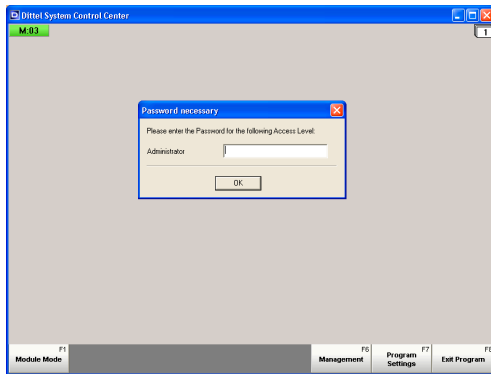 Dittel System Control Center
M:03
1
Password necessary
Please enter the Password for the following Access Level:
Administrator
OK
F1
Module Mode
F6
Management
F7
Program
Settings
F8
Exit Program